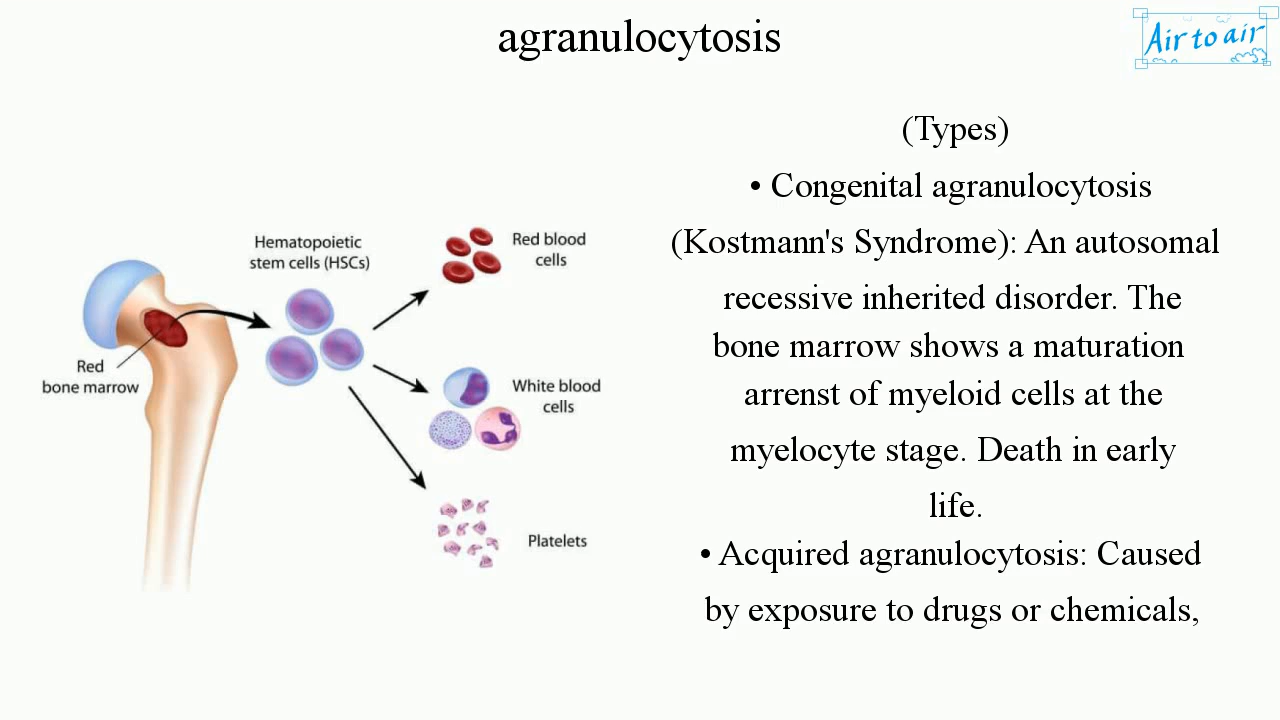 agranulocytosis
Air to air
(Types)
• Congenital agranulocytosis
(Kostmann's Syndrome): An autosomal
recessive inherited disorder. The
bone marrow shows a maturation
arrenst of myeloid cells at the
myelocyte stage. Death in early
life.
• Acquired agranulocytosis: Caused
by exposure to drugs or chemicals,
Hematopoietic
stem cells (HSCs)
Red blood
cells
Red
bone marrow
White blood
cells
Platelets